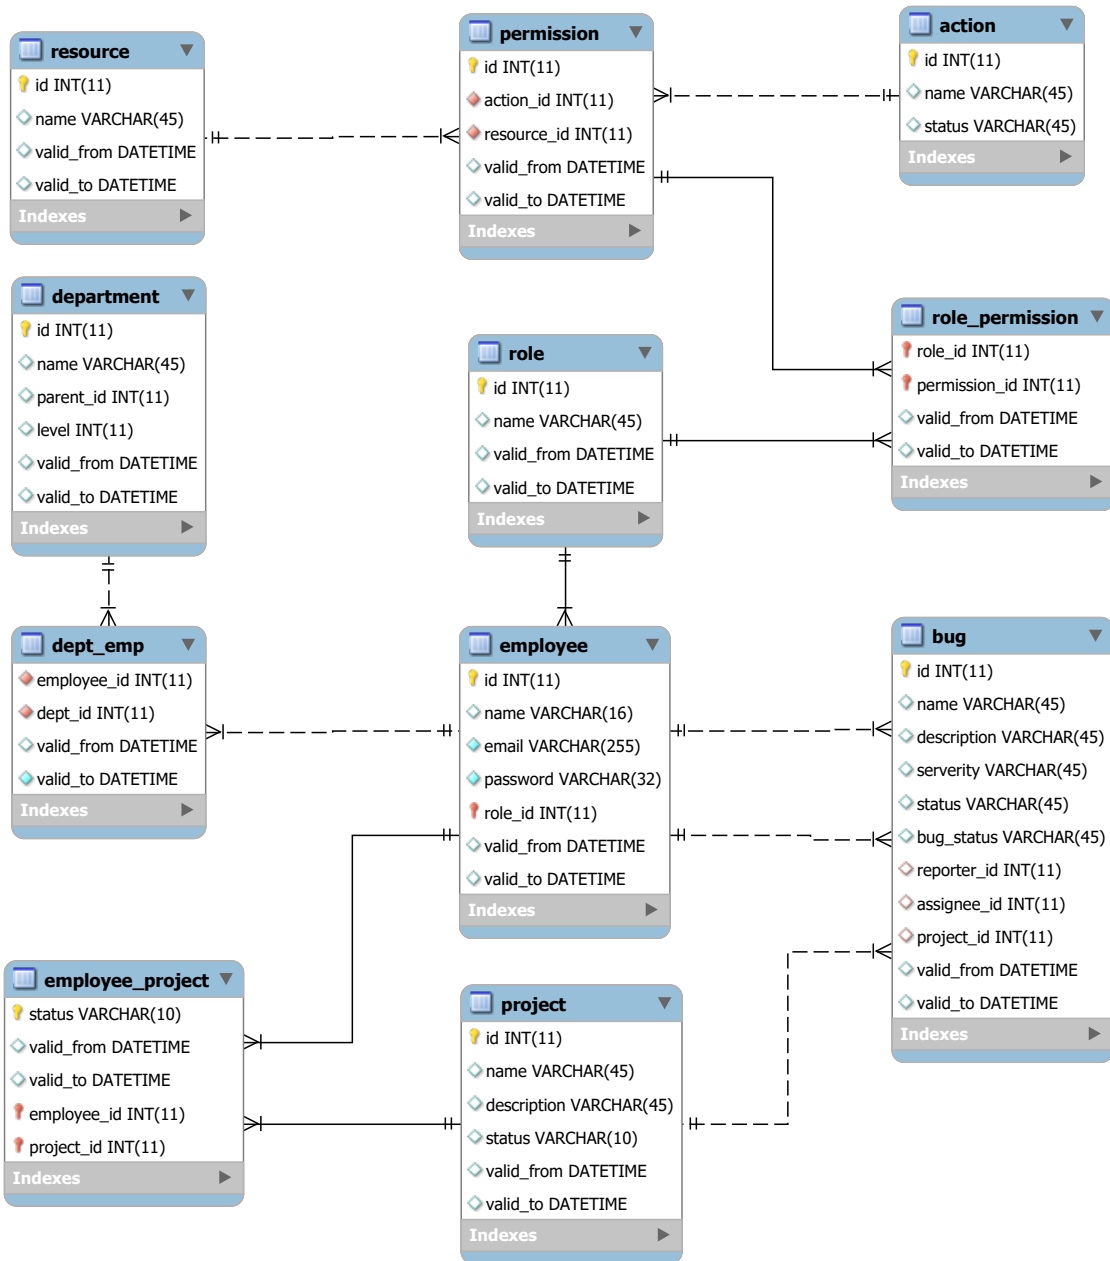 resource
id INT(11)
name VARCHAR(45)
valid_from DATETIME
valid_to DATETIME
Indexes
permission
id INT(11)
action_id INT(11)
resource_id INT(11)
valid_from DATETIME
valid_to DATETIME
Indexes
action
id INT(11)
name VARCHAR(45)
status VARCHAR(45)
Indexes
department
id INT(11)
name VARCHAR(45)
parent_id INT(11)
level INT(11)
valid_from DATETIME
valid_to DATETIME
Indexes
role
id INT(11)
name VARCHAR(45)
valid_from DATETIME
valid_to DATETIME
Indexes
role_permission
role_id INT(11)
permission_id INT(11)
valid_from DATETIME
valid_to DATETIME
Indexes
dept_emp
employee_id INT(11)
dept_id INT(11)
valid_from DATETIME
valid_to DATETIME
Indexes
employee
id INT(11)
name VARCHAR(16)
email VARCHAR(255)
password VARCHAR(32)
role_id INT(11)
valid_from DATETIME
valid_to DATETIME
Indexes
bug
id INT(11)
name VARCHAR(45)
description VARCHAR(45)
serverity VARCHAR(45)
status VARCHAR(45)
bug_status VARCHAR(45)
reporter_id INT(11)
assignee_id INT(11)
project_id INT(11)
valid_from DATETIME
valid_to DATETIME
Indexes
employee_project
status VARCHAR(10)
valid_from DATETIME
valid_to DATETIME
employee_id INT(11)
project_id INT(11)
Indexes
project
id INT(11)
name VARCHAR(45)
description VARCHAR(45)
status VARCHAR(10)
valid_from DATETIME
valid_to DATETIME
Indexes